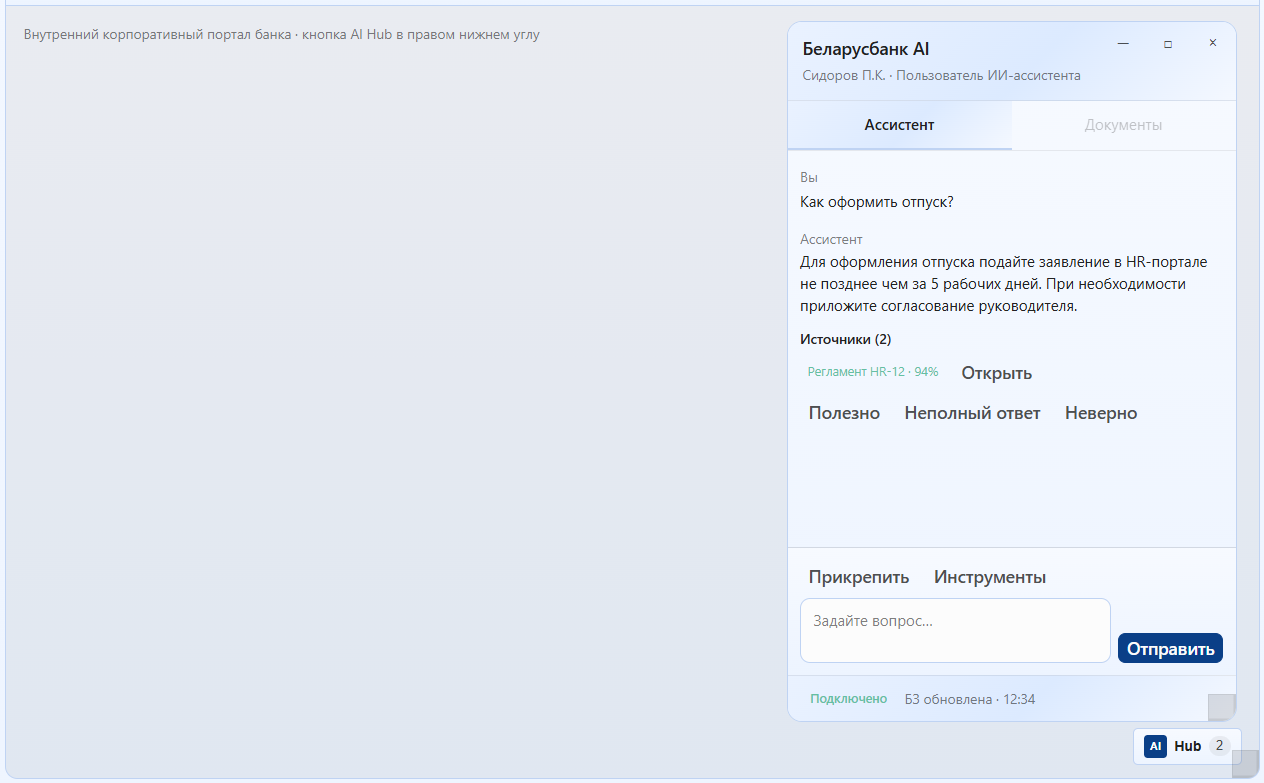 Внутренний корпоративный портал банка · кнопка AI Hub в правом нижнем углу
Беларусбанк AI
Сидоров П.К. · Пользователь ИИ-ассистента
Ассистент
Документы
Вы
Как оформить отпуск?
Ассистент
Для оформления отпуска подайте заявление в HR-портале
не позднее чем за 5 рабочих дней. При необходимости
приложите согласование руководителя.
Источники (2)
Регламент HR-12 · 94% Открыть
Полезно Неполный ответ Неверно
Прикрепить Инструменты
Задайте вопрос...
Отправить
Подключено БЗ обновлена · 12:34
AI Hub 2